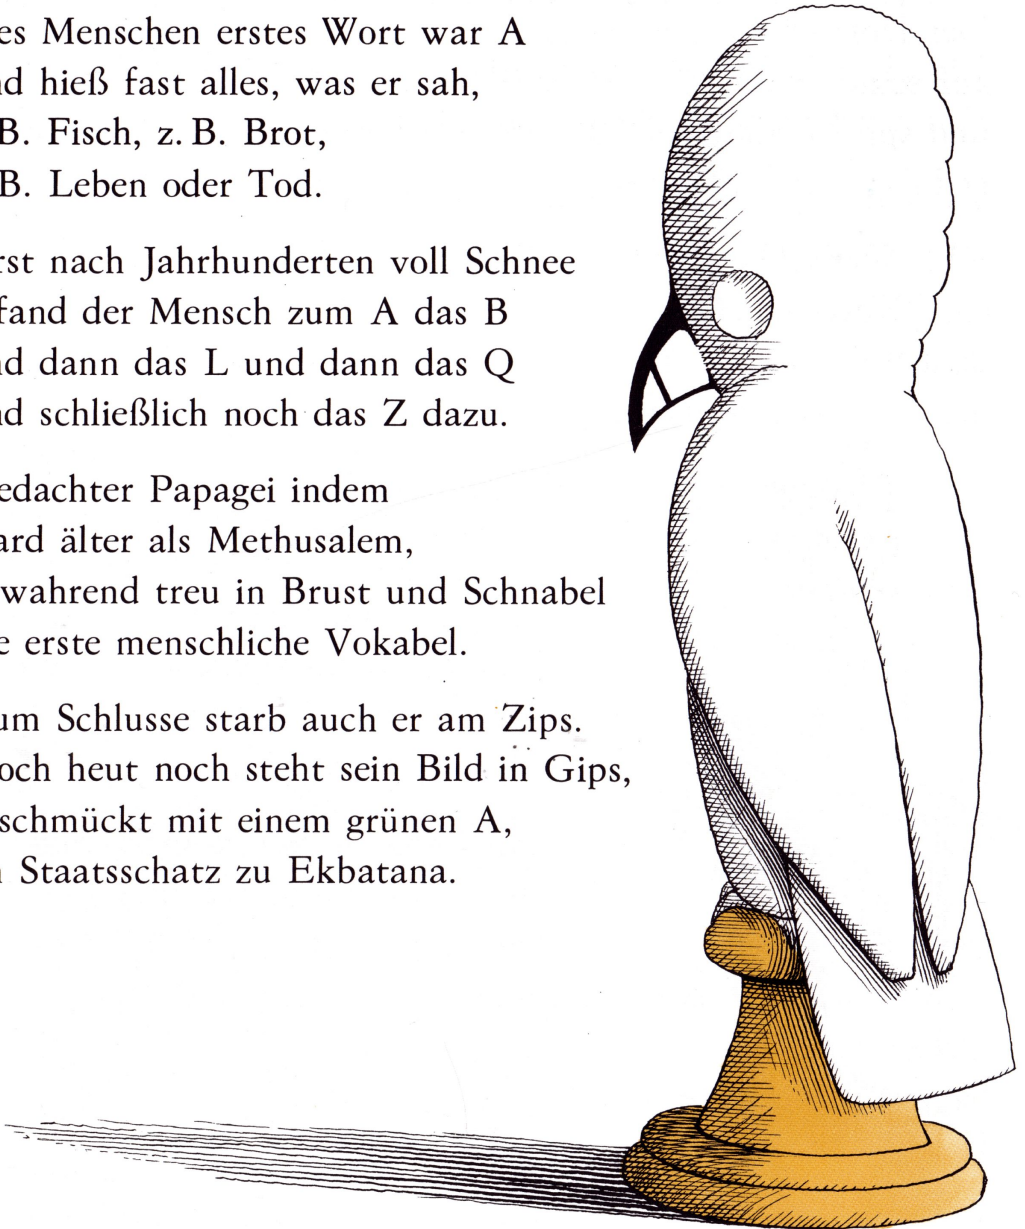 es Menschen erstes Wort war A
d hieß fast alles, was er sah,
B. Fisch, z. B. Brot,
B. Leben oder Tod.
rst nach Jahrhunderten voll Schnee
fand der Mensch zum A das B
d dann das L und dann das Q
d schließlich noch das Z dazu.
edachter Papagei indem
ard älter als Methusalem,
wahrend treu in Brust und Schnabel
e erste menschliche Vokabel.
um Schlusse starb auch er am Zips.
och heut noch steht sein Bild in Gips,
schmückt mit einem grünen A,
Staatsschatz zu Ekbatana.